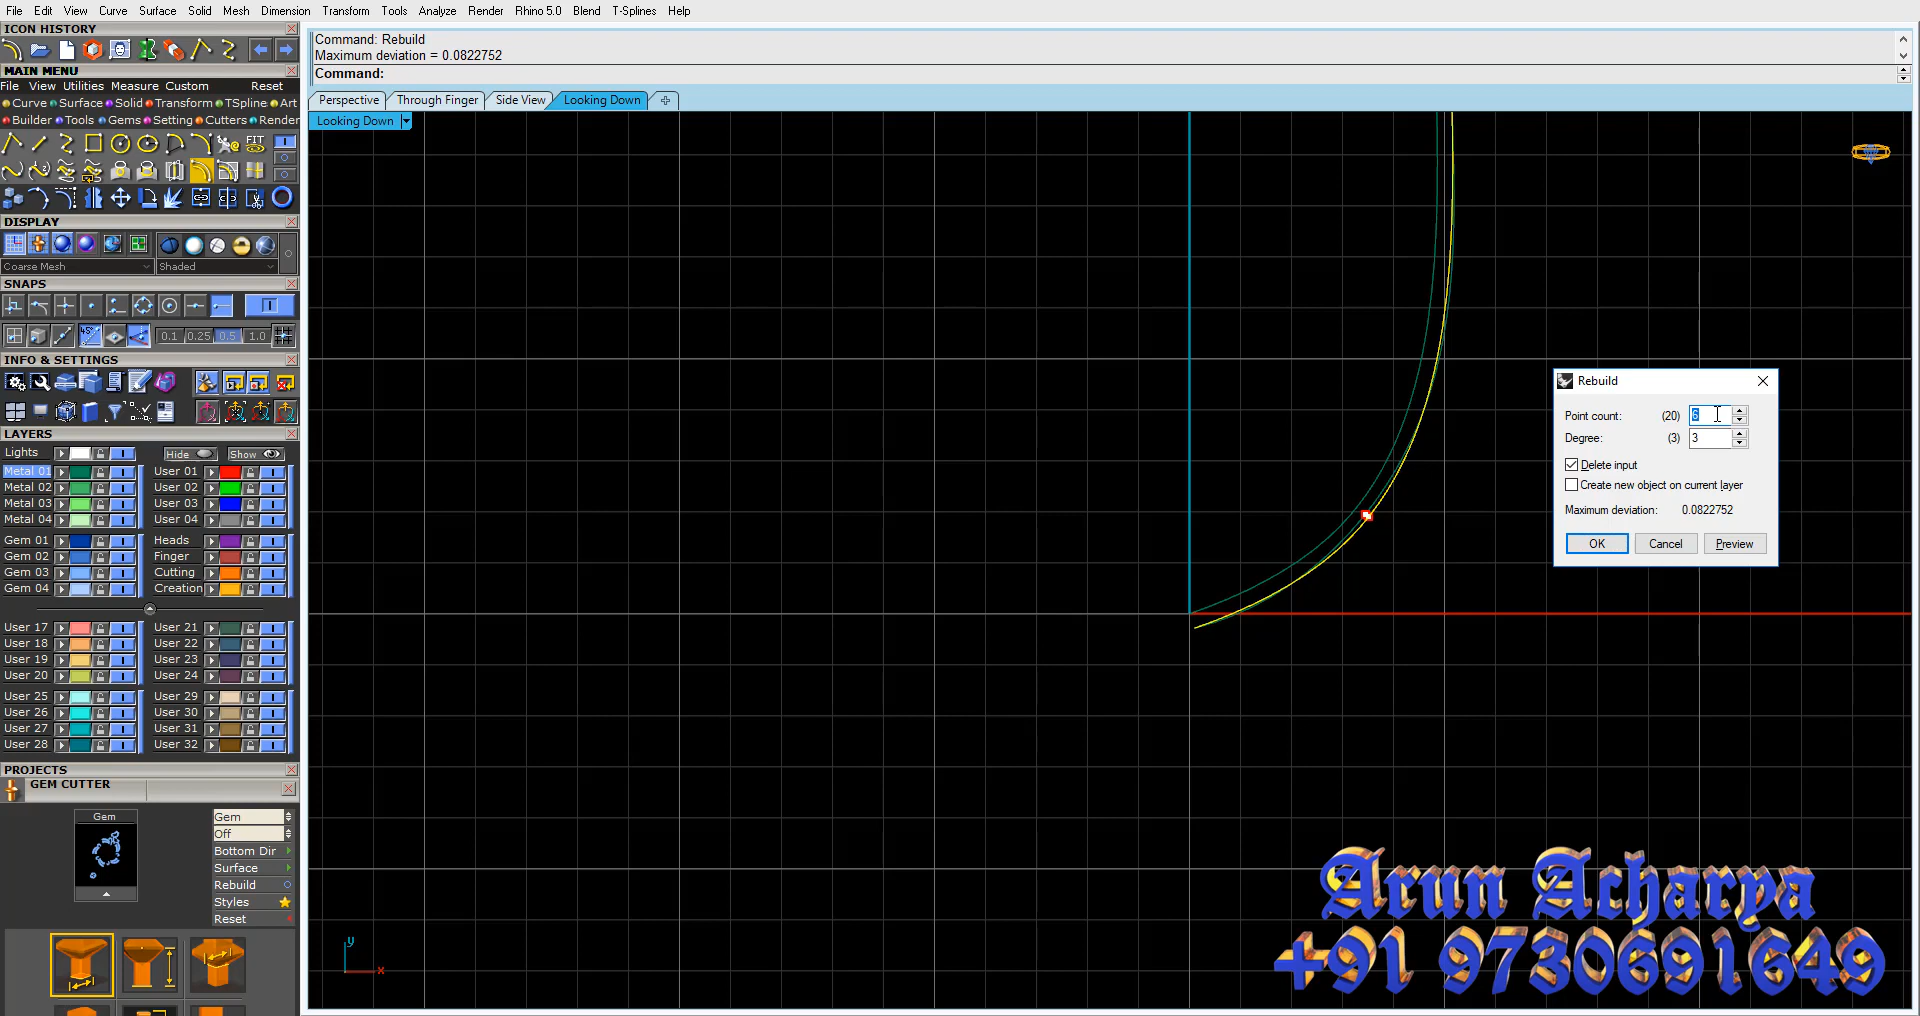 File Edit View Curve Surface Solid Mesh Dimension Transform Tools Analyze Render Rhino 5.0 Blend T-Splines Help
ICON HISTORY
MAIN MENU
File View Utilities Measure Custom Reset
Curve Surface Solid Transform TSpline Art
Builder Tools Gems Setting Cutters Render
FIT
DISPLAY
Coarse Mesh Shaded
SNAPS
45°
0.1 0.25 0.5 1.0
INFO & SETTINGS
LAYERS
Lights Hide Show
Metal 01 User 01
Metal 02 User 02
Metal 03 User 03
Metal 04 User 04
Gem 01 Heads
Gem 02 Finger
Gem 03 Cutting
Gem 04 Creation
User 17 User 21
User 18 User 22
User 19 User 23
User 20 User 24
User 25 User 29
User 26 User 30
User 27 User 31
User 28 User 32
PROJECTS
GEM CUTTER
Gem
Gem
Off
Bottom Dir
Surface
Rebuild
Styles
Reset
Command: Rebuild
Maximum deviation = 0.0822752
Command:
Perspective Through Finger Side View Looking Down
Looking Down
y
x
Rebuild
Point count: (20) 6
Degree: (3) 3
Delete input
Create new object on current layer
Maximum deviation: 0.0822752
OK Cancel Preview
Arun Acharya
+91 9730691649